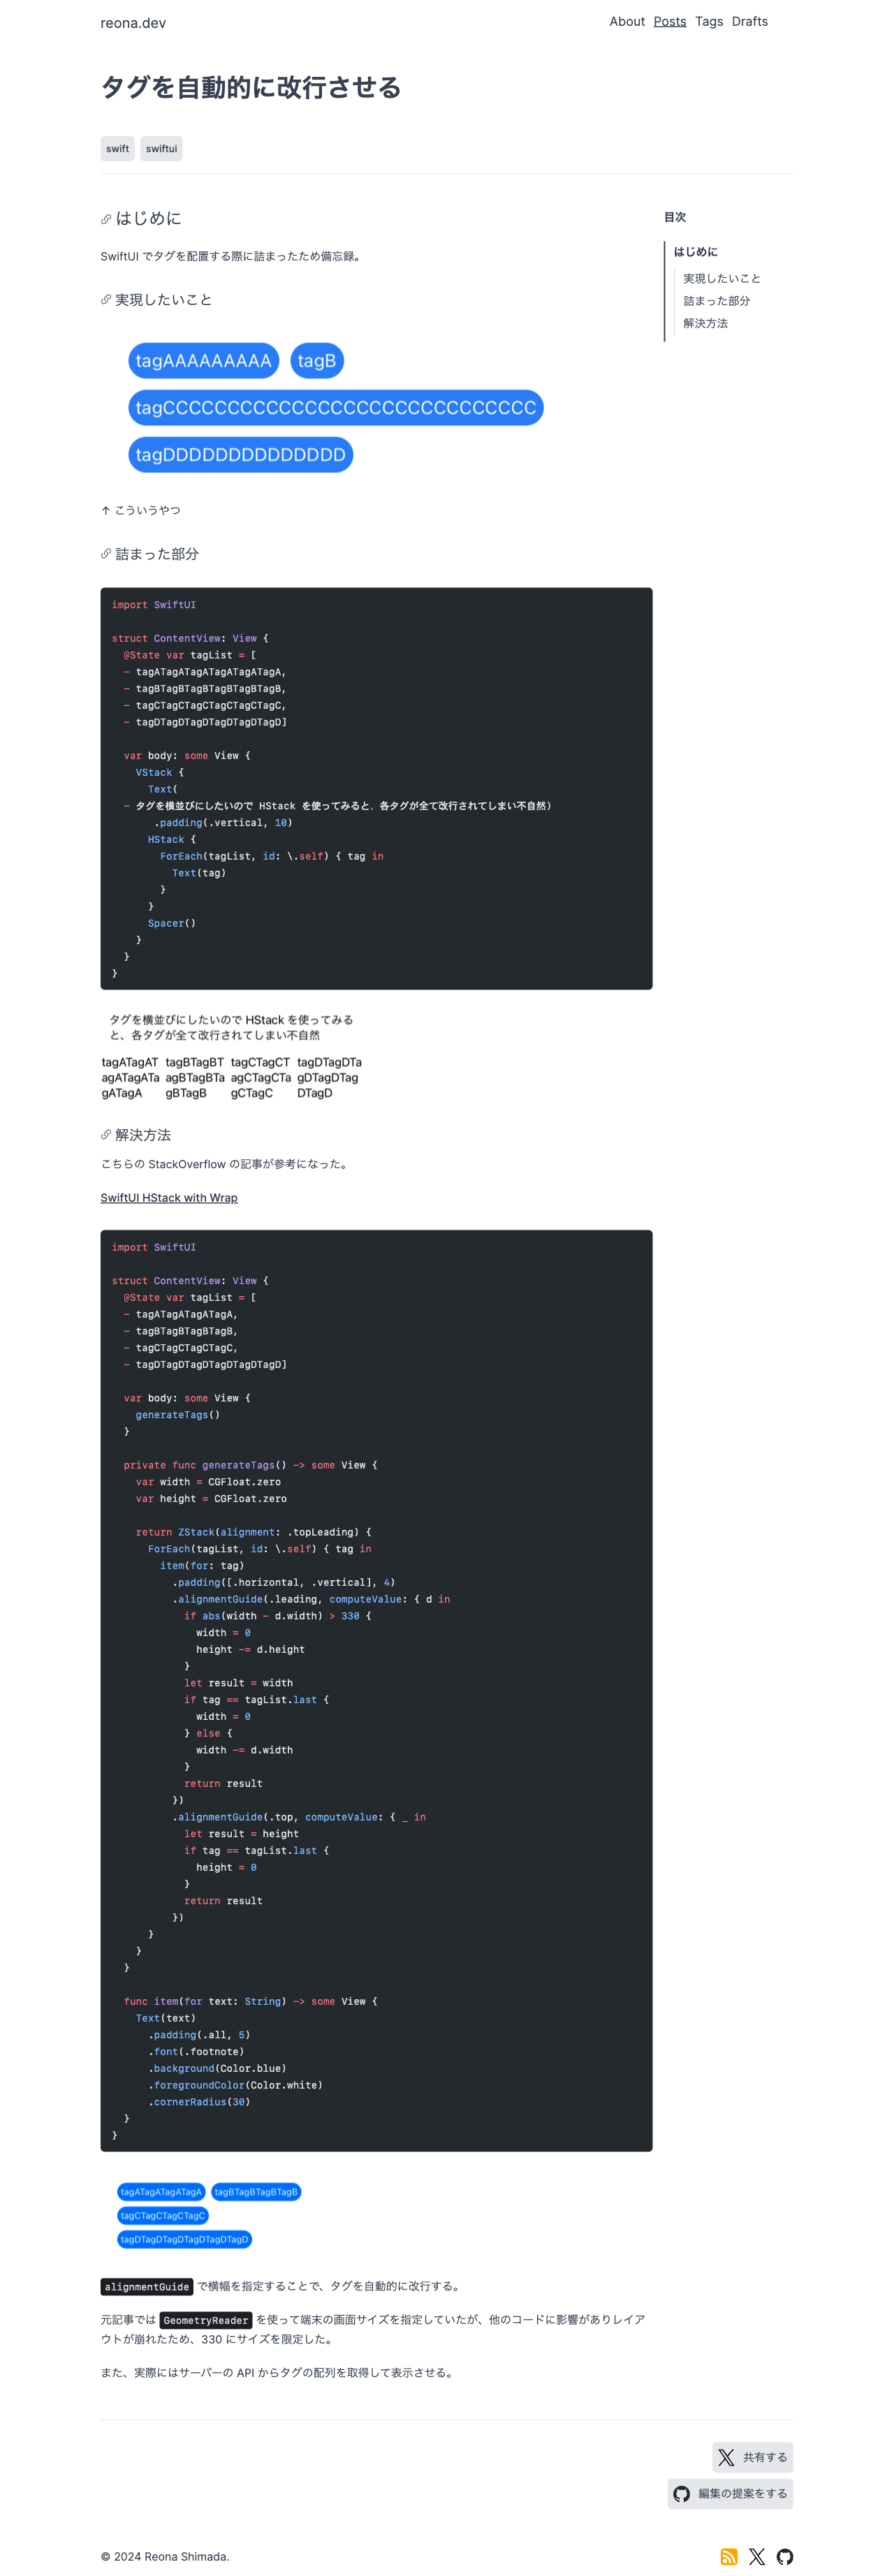 reona.dev
About Posts Tags Drafts
タグを自動的に改行させる
swift swiftui
はじめに
SwiftUI でタグを配置する際に詰まったため備忘録。
実現したいこと
tagAAAAAAAAA tagB
tagCCCCCCCCCCCCCCCCCCCCCCCCCCCCC
tagDDDDDDDDDDDDDD
↑ こういうやつ
詰まった部分
import SwiftUI
struct ContentView: View {
@State var tagList = [
- tagATagATagATagATagATagA,
- tagBTagBTagBTagBTagBTagB,
- tagCTagCTagCTagCTagCTagC,
- tagDTagDTagDTagDTagDTagD]
var body: some View {
VStack {
Text(
- タグを横並びにしたいので HStack を使ってみると、各タグが全て改行されてしまい不自然)
.padding(.vertical, 10)
HStack {
ForEach(tagList, id: \.self) { tag in
Text(tag)
}
}
Spacer()
}
}
}
タグを横並びにしたいので HStack を使ってみる
と、各タグが全て改行されてしまい不自然
tagATagAT tagBTagBT tagCTagCT tagDTagDTa
agATagATa agBTagBTa agCTagCTa gDTagDTag
gATagA gBTagB gCTagC DTagD
解決方法
こちらの StackOverflow の記事が参考になった。
SwiftUI HStack with Wrap
import SwiftUI
struct ContentView: View {
@State var tagList = [
- tagATagATagATagA,
- tagBTagBTagBTagB,
- tagCTagCTagCTagC,
- tagDTagDTagDTagDTagDTagD]
var body: some View {
generateTags()
}
private func generateTags() -> some View {
var width = CGFloat.zero
var height = CGFloat.zero
return ZStack(alignment: .topLeading) {
ForEach(tagList, id: \.self) { tag in
item(for: tag)
.padding([.horizontal, .vertical], 4)
.alignmentGuide(.leading, computeValue: { d in
if abs(width - d.width) > 330 {
width = 0
height -= d.height
}
let result = width
if tag == tagList.last {
width = 0
} else {
width -= d.width
}
return result
})
.alignmentGuide(.top, computeValue: { _ in
let result = height
if tag == tagList.last {
height = 0
}
return result
})
}
}
}
func item(for text: String) -> some View {
Text(text)
.padding(.all, 5)
.font(.footnote)
.background(Color.blue)
.foregroundColor(Color.white)
.cornerRadius(30)
}
}
tagATagATagATagA tagBTagBTagBTagB
tagCTagCTagCTagC
tagDTagDTagDTagDTagDTagD
alignmentGuide で横幅を指定することで、タグを自動的に改行する。
元記事では GeometryReader を使って端末の画面サイズを指定していたが、他のコードに影響がありレイア
ウトが崩れたため、330 にサイズを限定した。
また、実際にはサーバーの API からタグの配列を取得して表示させる。
目次
はじめに
実現したいこと
詰まった部分
解決方法
共有する
編集の提案をする
© 2024 Reona Shimada.